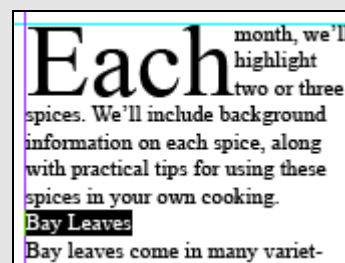 Each month, we'll
highlight
two or three
spices. We'll include background
information on each spice, along
with practical tips for using these
spices in your own cooking.
Bay Leaves
Bay leaves come in many variet-